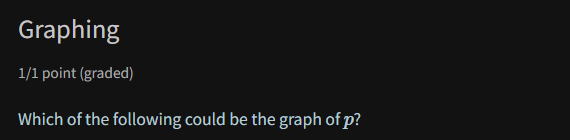 Graphing
1/1 point (graded)
Which of the following could be the graph of p?